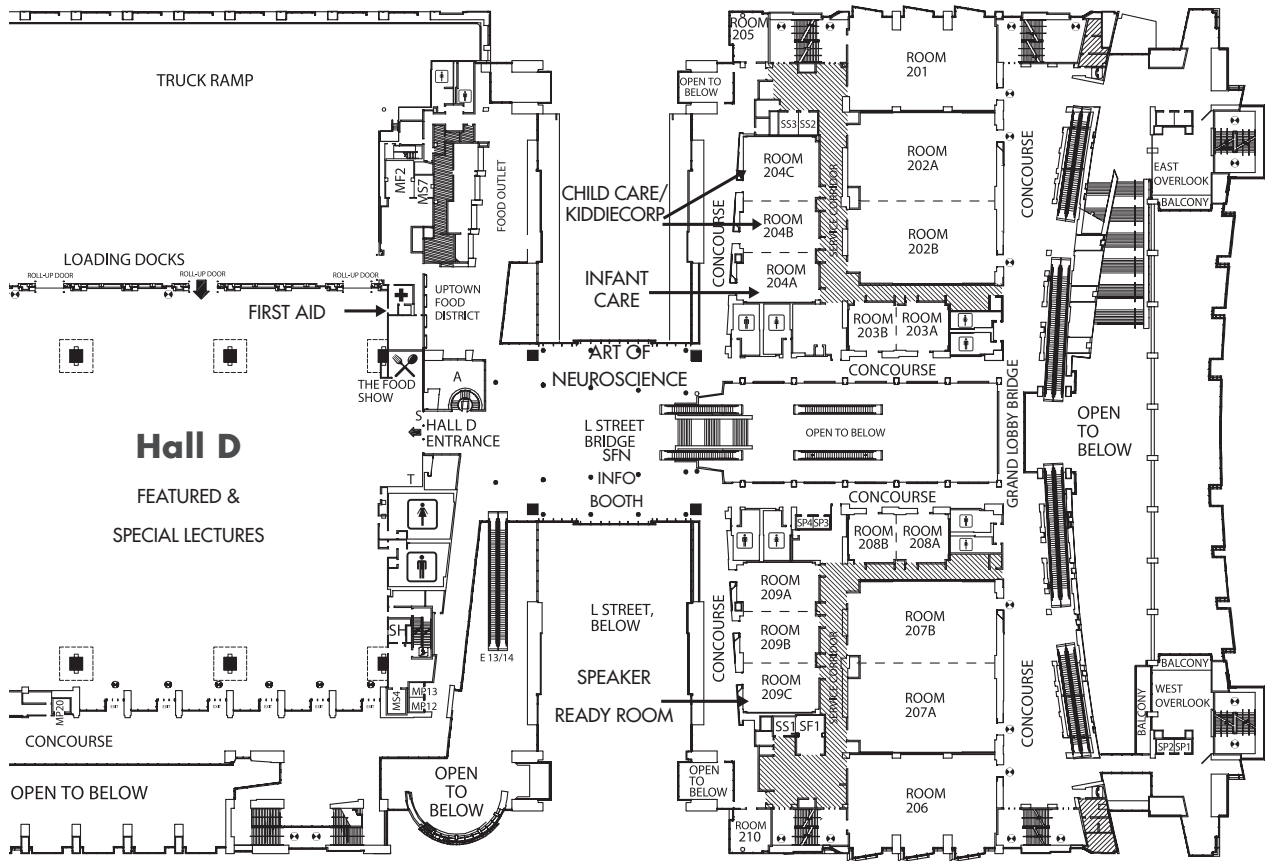 ROOM
205
TRUCK RAMP
OPEN TO
BELOW
ROOM
201
SS3
SS2
MF2
MS7
FOOD OUTLET
ROOM
204C
SERVICE CORRIDOR
ROOM
202A
CONCOURSE
EAST
OVERLOOK
BALCONY
CHILD CARE/
KIDDIECORP
CONCOURSE
ROOM
204B
ROOM
202B
LOADING DOCKS
ROLL-UP DOOR
ROLL-UP DOOR
ROLL-UP DOOR
INFANT
CARE
ROOM
204A
FIRST AID
UPTOWN
FOOD
DISTRICT
ROOM
203B
ROOM
203A
THE FOOD
SHOW
A
ART OF
NEUROSCIENCE
CONCOURSE
GRAND LOBBY BRIDGE
S
HALL D
ENTRANCE
L STREET
BRIDGE
SFN
INFO
BOOTH
OPEN TO BELOW
OPEN
TO
BELOW
Hall D
FEATURED &
SPECIAL LECTURES
T
CONCOURSE
SP4
SP3
ROOM
208B
ROOM
208A
ROOM
209A
CONCOURSE
ROOM
209B
SERVICE CORRIDOR
ROOM
207B
L STREET,
BELOW
SH
E 13/14
SPEAKER
READY ROOM
ROOM
209C
ROOM
207A
CONCOURSE
BALCONY
BALCONY
WEST
OVERLOOK
SP2
SP1
MP20
EXIT
EXIT
EXIT
EXIT
EXIT
EXIT
MS4
MP13
MP12
SS1
SF1
CONCOURSE
OPEN TO BELOW
OPEN
TO
BELOW
OPEN
TO
BELOW
ROOM
206
ROOM
210